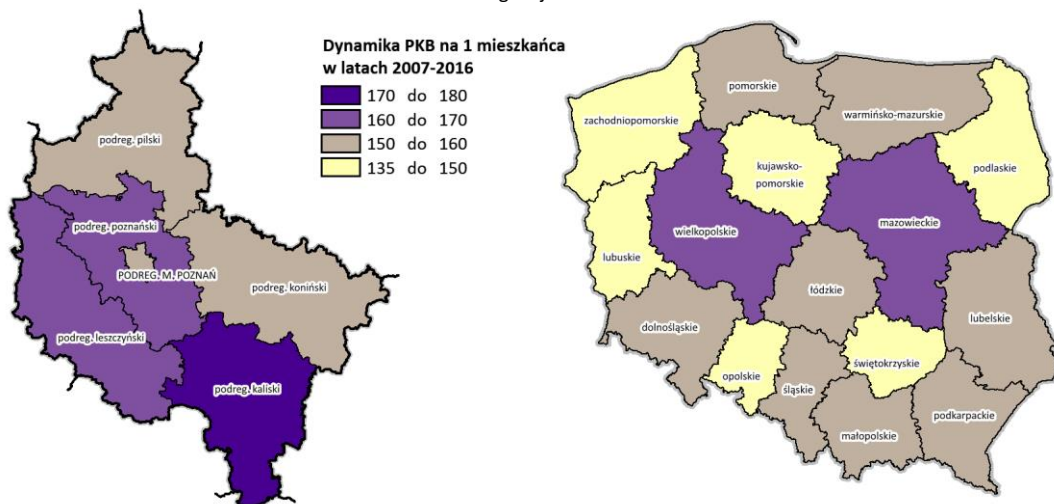 Dynamika PKB na 1 mieszkańca
w latach 2007-2016
170 do 180
160 do 170
150 do 160
135 do 150
podreg. pilski
podreg. poznański
PODREG. M. POZNAŃ
podreg. koniński
podreg. leszczyński
podreg. kaliski
pomorskie
zachodniopomorskie
warmińsko-mazurskie
kujawsko-
pomorskie
podlaskie
wielkopolskie
mazowieckie
lubuskie
łódzkie
dolnośląskie
lubelskie
opolskie
świętokrzyskie
śląskie
podkarpackie
małopolskie